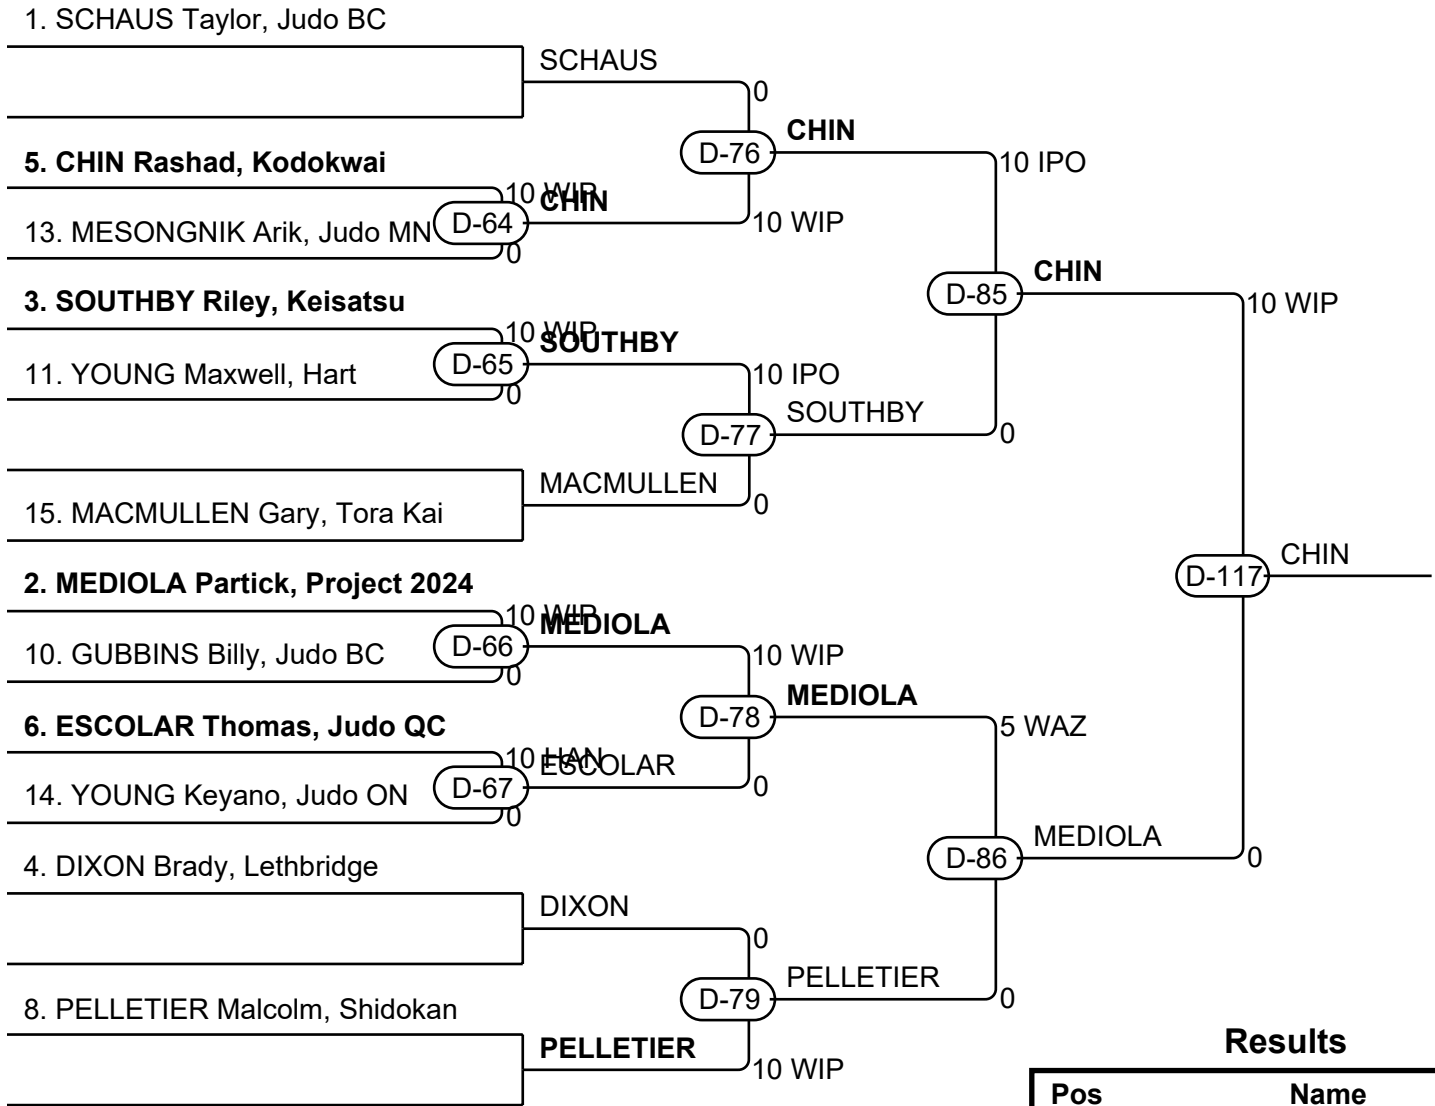 1. SCHAUS Taylor, Judo BC
SCHAUS
0
CHIN
D-76
5. CHIN Rashad, Kodokwai
10 IPO
10 WIP
CHIN
10 WIP
D-64
13. MESONGNIK Arik, Judo MN
0
CHIN
3. SOUTHBY Riley, Keisatsu
D-85
10 WIP
10 WIP
SOUTHBY
D-65
11. YOUNG Maxwell, Hart
10 IPO
0
SOUTHBY
D-77
0
MACMULLEN
0
15. MACMULLEN Gary, Tora Kai
CHIN
D-117
2. MEDIOLA Partick, Project 2024
10 WIP
MEDIOLA
D-66
10. GUBBINS Billy, Judo BC
10 WIP
0
MEDIOLA
D-78
6. ESCOLAR Thomas, Judo QC
5 WAZ
10 HAN
ESCOLAR
D-67
14. YOUNG Keyano, Judo ON
0
0
MEDIOLA
D-86
0
4. DIXON Brady, Lethbridge
DIXON
0
PELLETIER
D-79
0
8. PELLETIER Malcolm, Shidokan
PELLETIER
10 WIP
Results
Pos Name